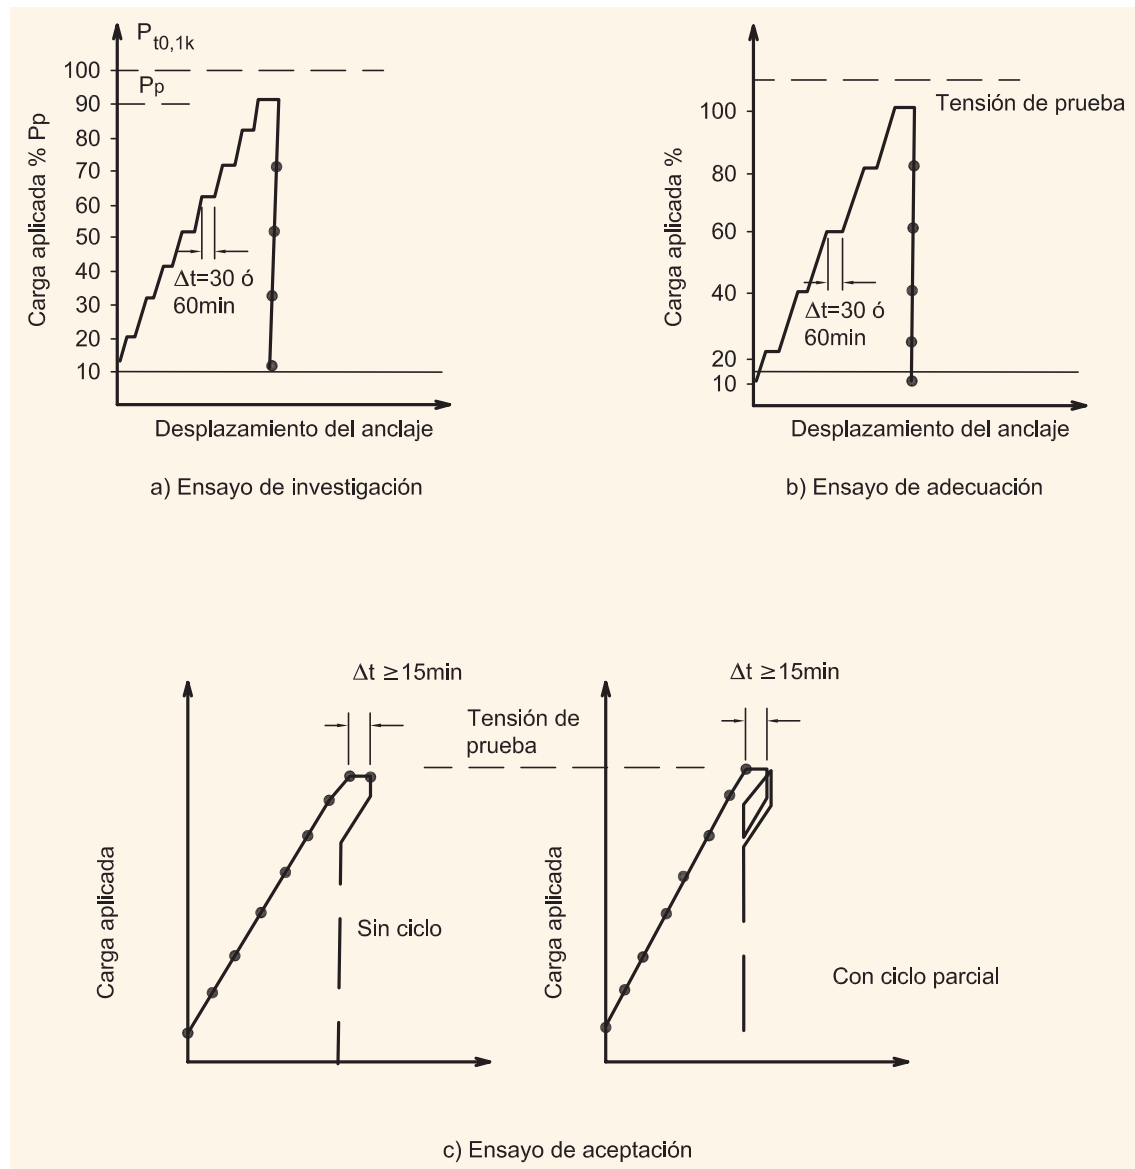 P t0,1k
100
Pp
90
80
70
60
50
40
30
20
10
Carga aplicada % Pp
Δt=30 ó
60min
Desplazamiento del anclaje
a) Ensayo de investigación
Tensión de prueba
100
80
60
40
20
10
Carga aplicada %
Δt=30 ó
60min
Desplazamiento del anclaje
b) Ensayo de adecuación
Δt ≥15min
Tensión de
prueba
Carga aplicada
Sin ciclo
Δt ≥15min
Carga aplicada
Con ciclo parcial
c) Ensayo de aceptación